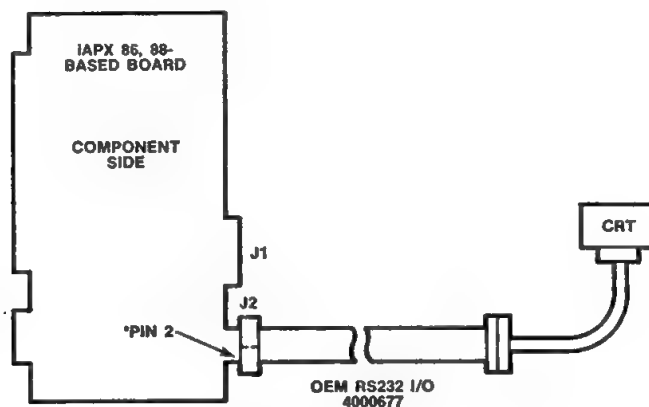 iAPX 86, 88-
BASED BOARD
COMPONENT
SIDE
CRT
J1
J2
*PIN 2
OEM RS232 I/O
4000677